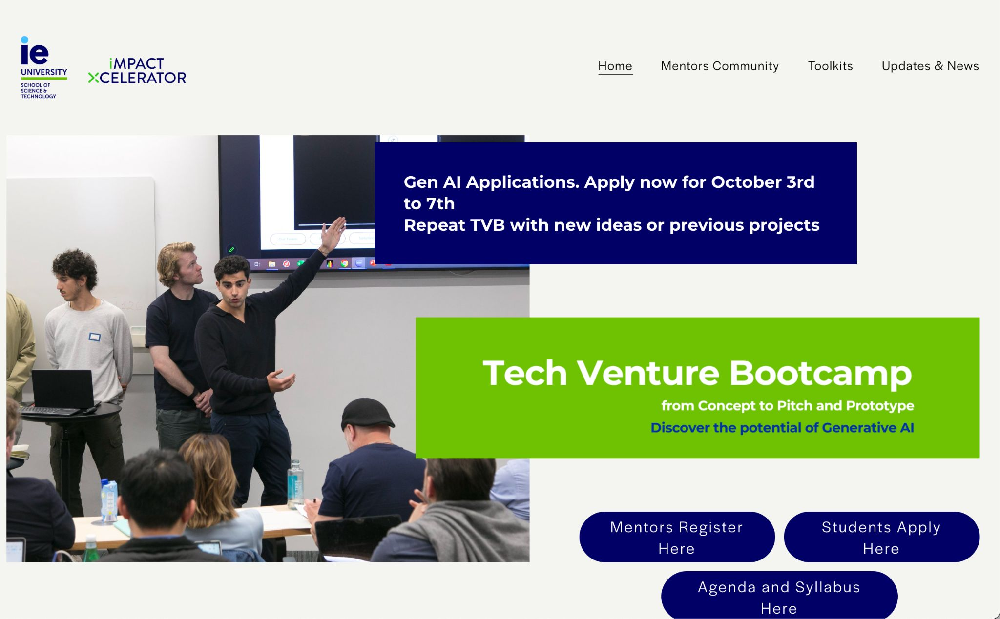 ie
UNIVERSITY
SCHOOL OF
SCIENCE &
TECHNOLOGY
iMPACT
XCELERATOR
Home
Mentors Community
Toolkits
Updates & News
Gen AI Applications. Apply now for October 3rd
to 7th
Repeat TVB with new ideas or previous projects
Our Team
Tech Venture Bootcamp
from Concept to Pitch and Prototype
Discover the potential of Generative AI
Mentors Register
Here
Students Apply
Here
Agenda and Syllabus
Here